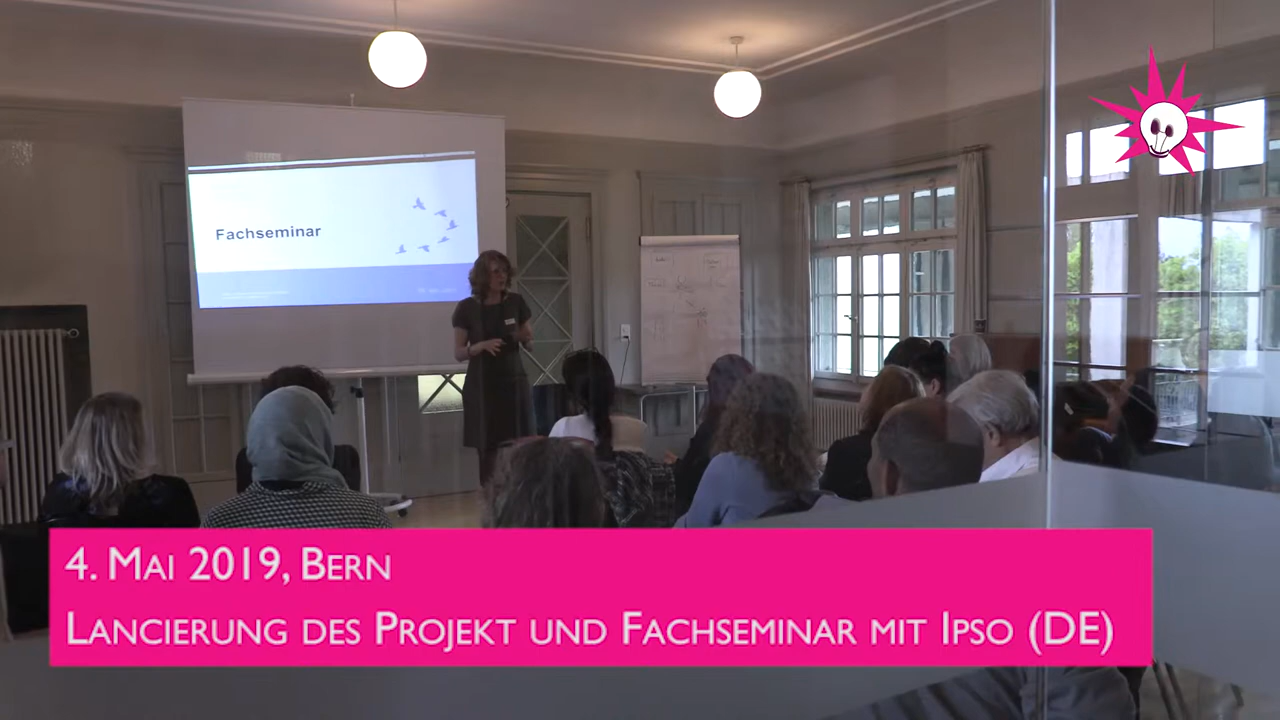 Fachseminar
4. Mai 2019, Bern
Lancierung des Projekt und Fachseminar mit Ipso (DE)